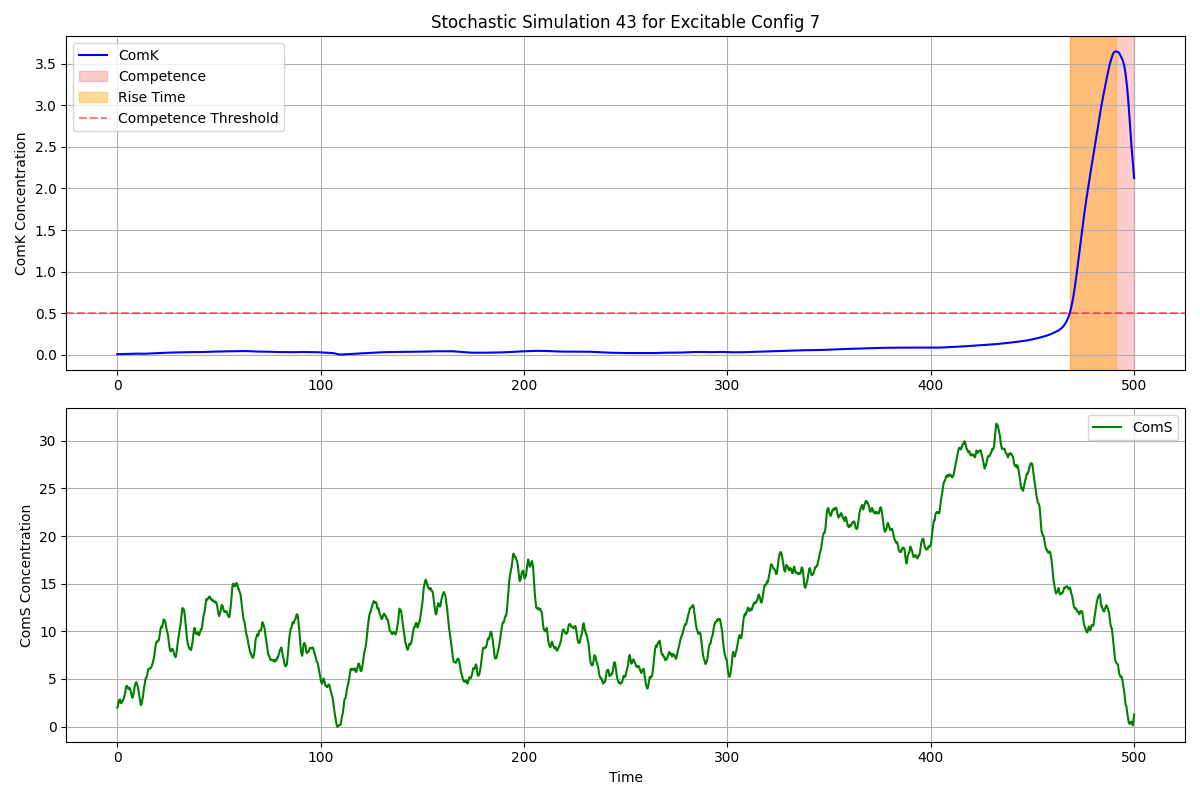 Stochastic Simulation 43 for Excitable Config 7
ComK
Competence
Rise Time
Competence Threshold
ComK Concentration
3.5
3.0
2.5
2.0
1.5
1.0
0.5
0.0
0 100 200 300 400 500
ComS
ComS Concentration
30
25
20
15
10
5
0
0 100 200 300 400 500
Time